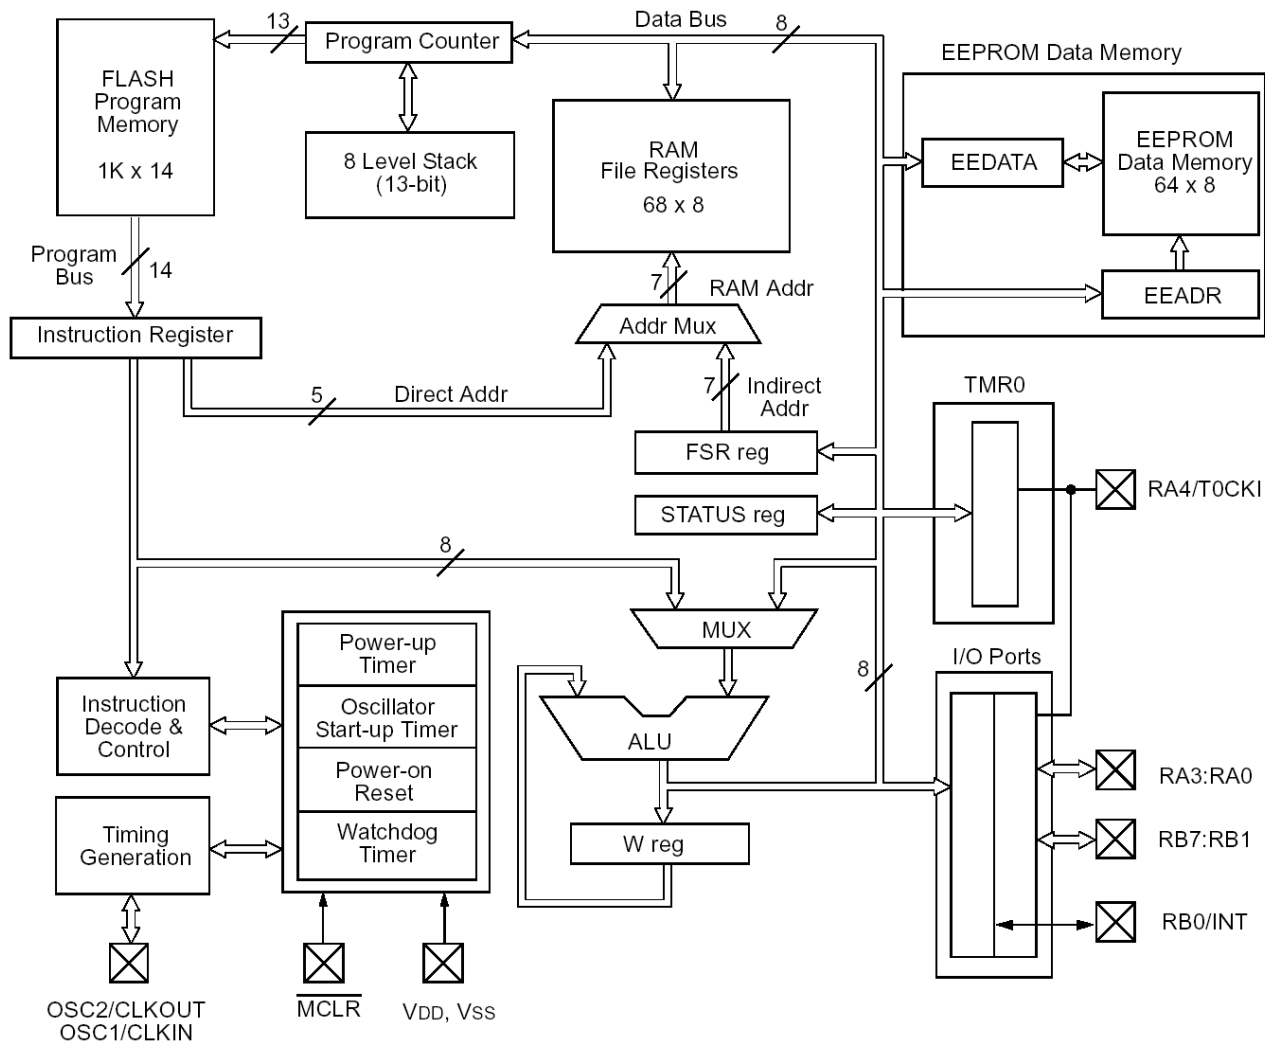 Data Bus
13
8
Program Counter
EEPROM Data Memory
FLASH
Program
Memory
1K x 14
8 Level Stack
(13-bit)
RAM
File Registers
68 x 8
EEDATA
EEPROM
Data Memory
64 x 8
Program
Bus
14
7
RAM Addr
EEADR
Instruction Register
Addr Mux
5
Direct Addr
7
Indirect
Addr
TMR0
FSR reg
RA4/T0CKI
STATUS reg
8
MUX
Power-up
Timer
I/O Ports
8
Instruction
Decode &
Control
Oscillator
Start-up Timer
ALU
Power-on
Reset
RA3:RA0
Timing
Generation
Watchdog
Timer
W reg
RB7:RB1
RB0/INT
OSC2/CLKOUT
OSC1/CLKIN
MCLR
VDD, VSS